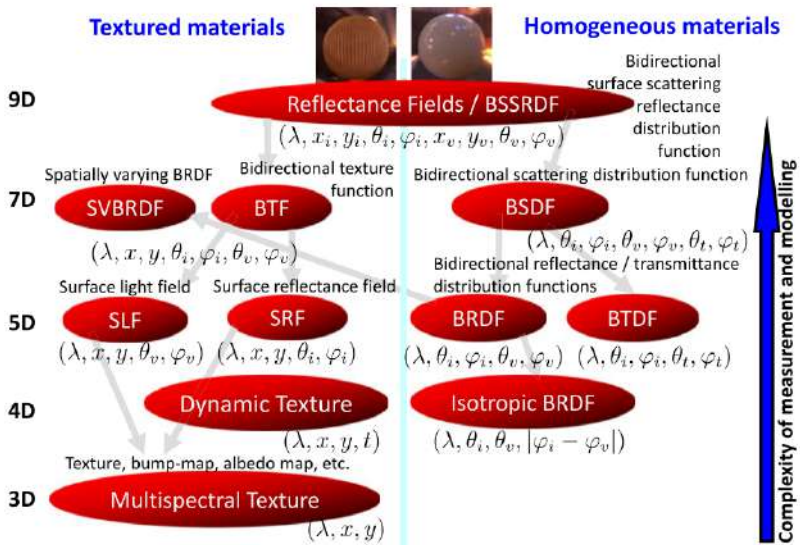 Textured materials
Homogeneous materials
9D
Reflectance Fields / BSSRDF
(λ, x_i, y_i, θ_i, φ_i, x_v, y_v, θ_v, φ_v)
Bidirectional
surface scattering
reflectance
distribution
function
7D
Spatially varying BRDF
SVBRDF
Bidirectional texture
function
BTF
(λ, x, y, θ_i, φ_i, θ_v, φ_v)
Bidirectional scattering distribution function
BSDF
(λ, θ_i, φ_i, θ_v, φ_v, θ_t, φ_t)
5D
Surface light field
SLF
(λ, x, y, θ_v, φ_v)
Surface reflectance field
SRF
(λ, x, y, θ_i, φ_i)
Bidirectional reflectance / transmittance
distribution functions
BRDF
(λ, θ_i, φ_i, θ_v, φ_v)
BTDF
(λ, θ_i, φ_i, θ_t, φ_t)
4D
Dynamic Texture
(λ, x, y, t)
Isotropic BRDF
(λ, θ_i, θ_v, |φ_i − φ_v|)
3D
Texture, bump-map, albedo map, etc.
Multispectral Texture
(λ, x, y)
Complexity of measurement and modelling